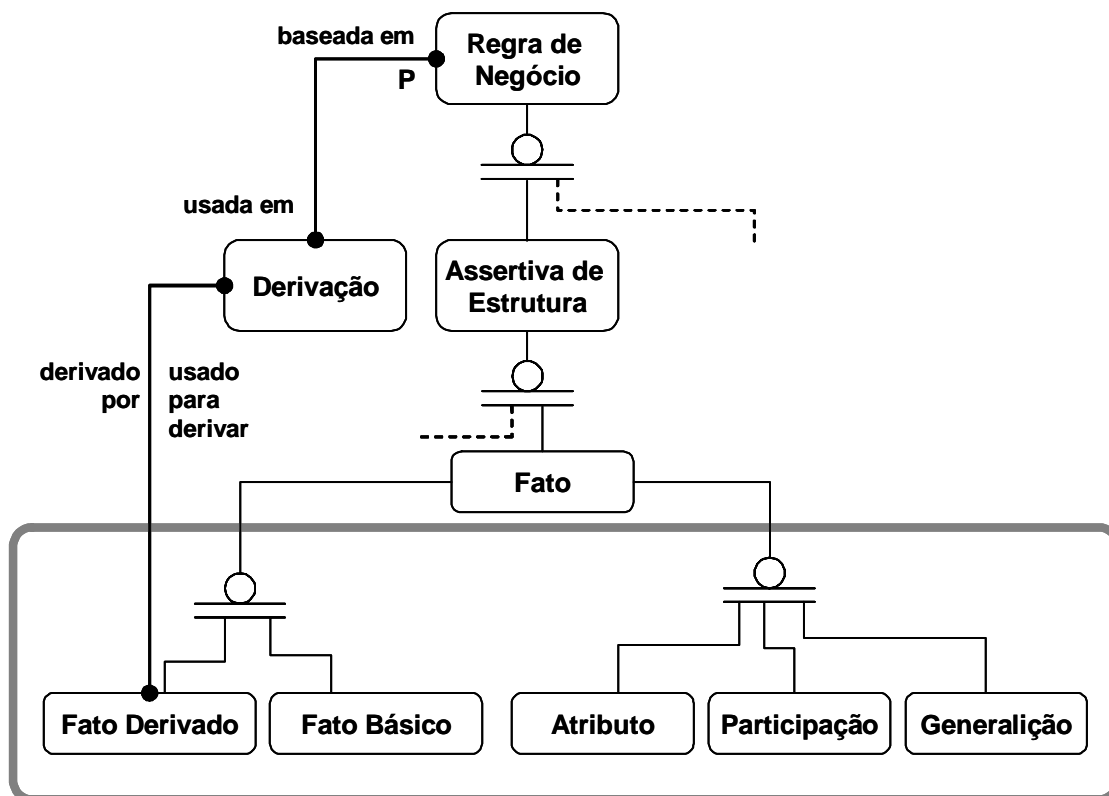 baseada em
P
Regra de
Negócio
usada em
Derivação
Assertiva de
Estrutura
derivado
por
usado
para
derivar
Fato
Fato Derivado
Fato Básico
Atributo
Participação
Generalição